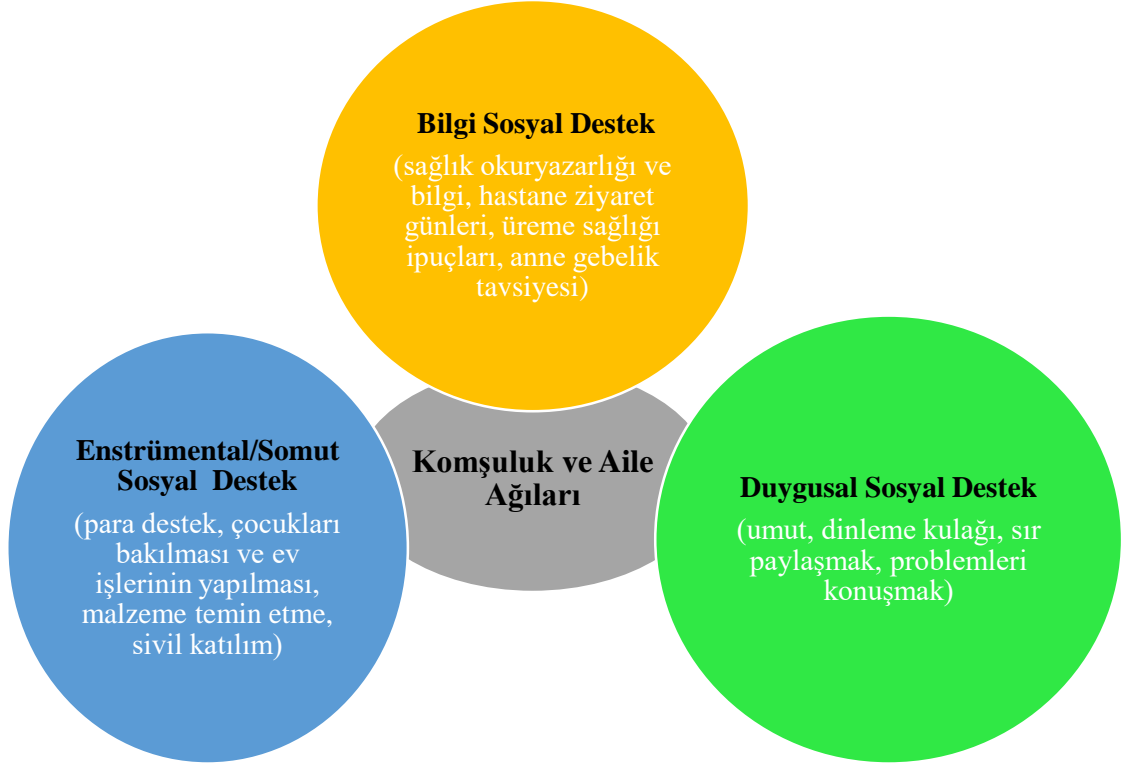 Bilgi Sosyal Destek
(sağlık okuryazarlığı ve
bilgi, hastane ziyaret
günleri, üreme sağlığı
ipuçları, anne gebelik
tavsiyesi)
Enstrümental/Somut
Sosyal Destek
(para destek, çocukları
bakılması ve ev
işlerinin yapılması,
malzeme temin etme,
sivil katılım)
Komşuluk ve Aile
Ağıları
Duygusal Sosyal Destek
(umut, dinleme kulağı, sır
paylaşmak, problemleri
konuşmak)